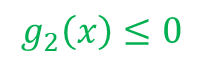 g₂(x) ≤ 0